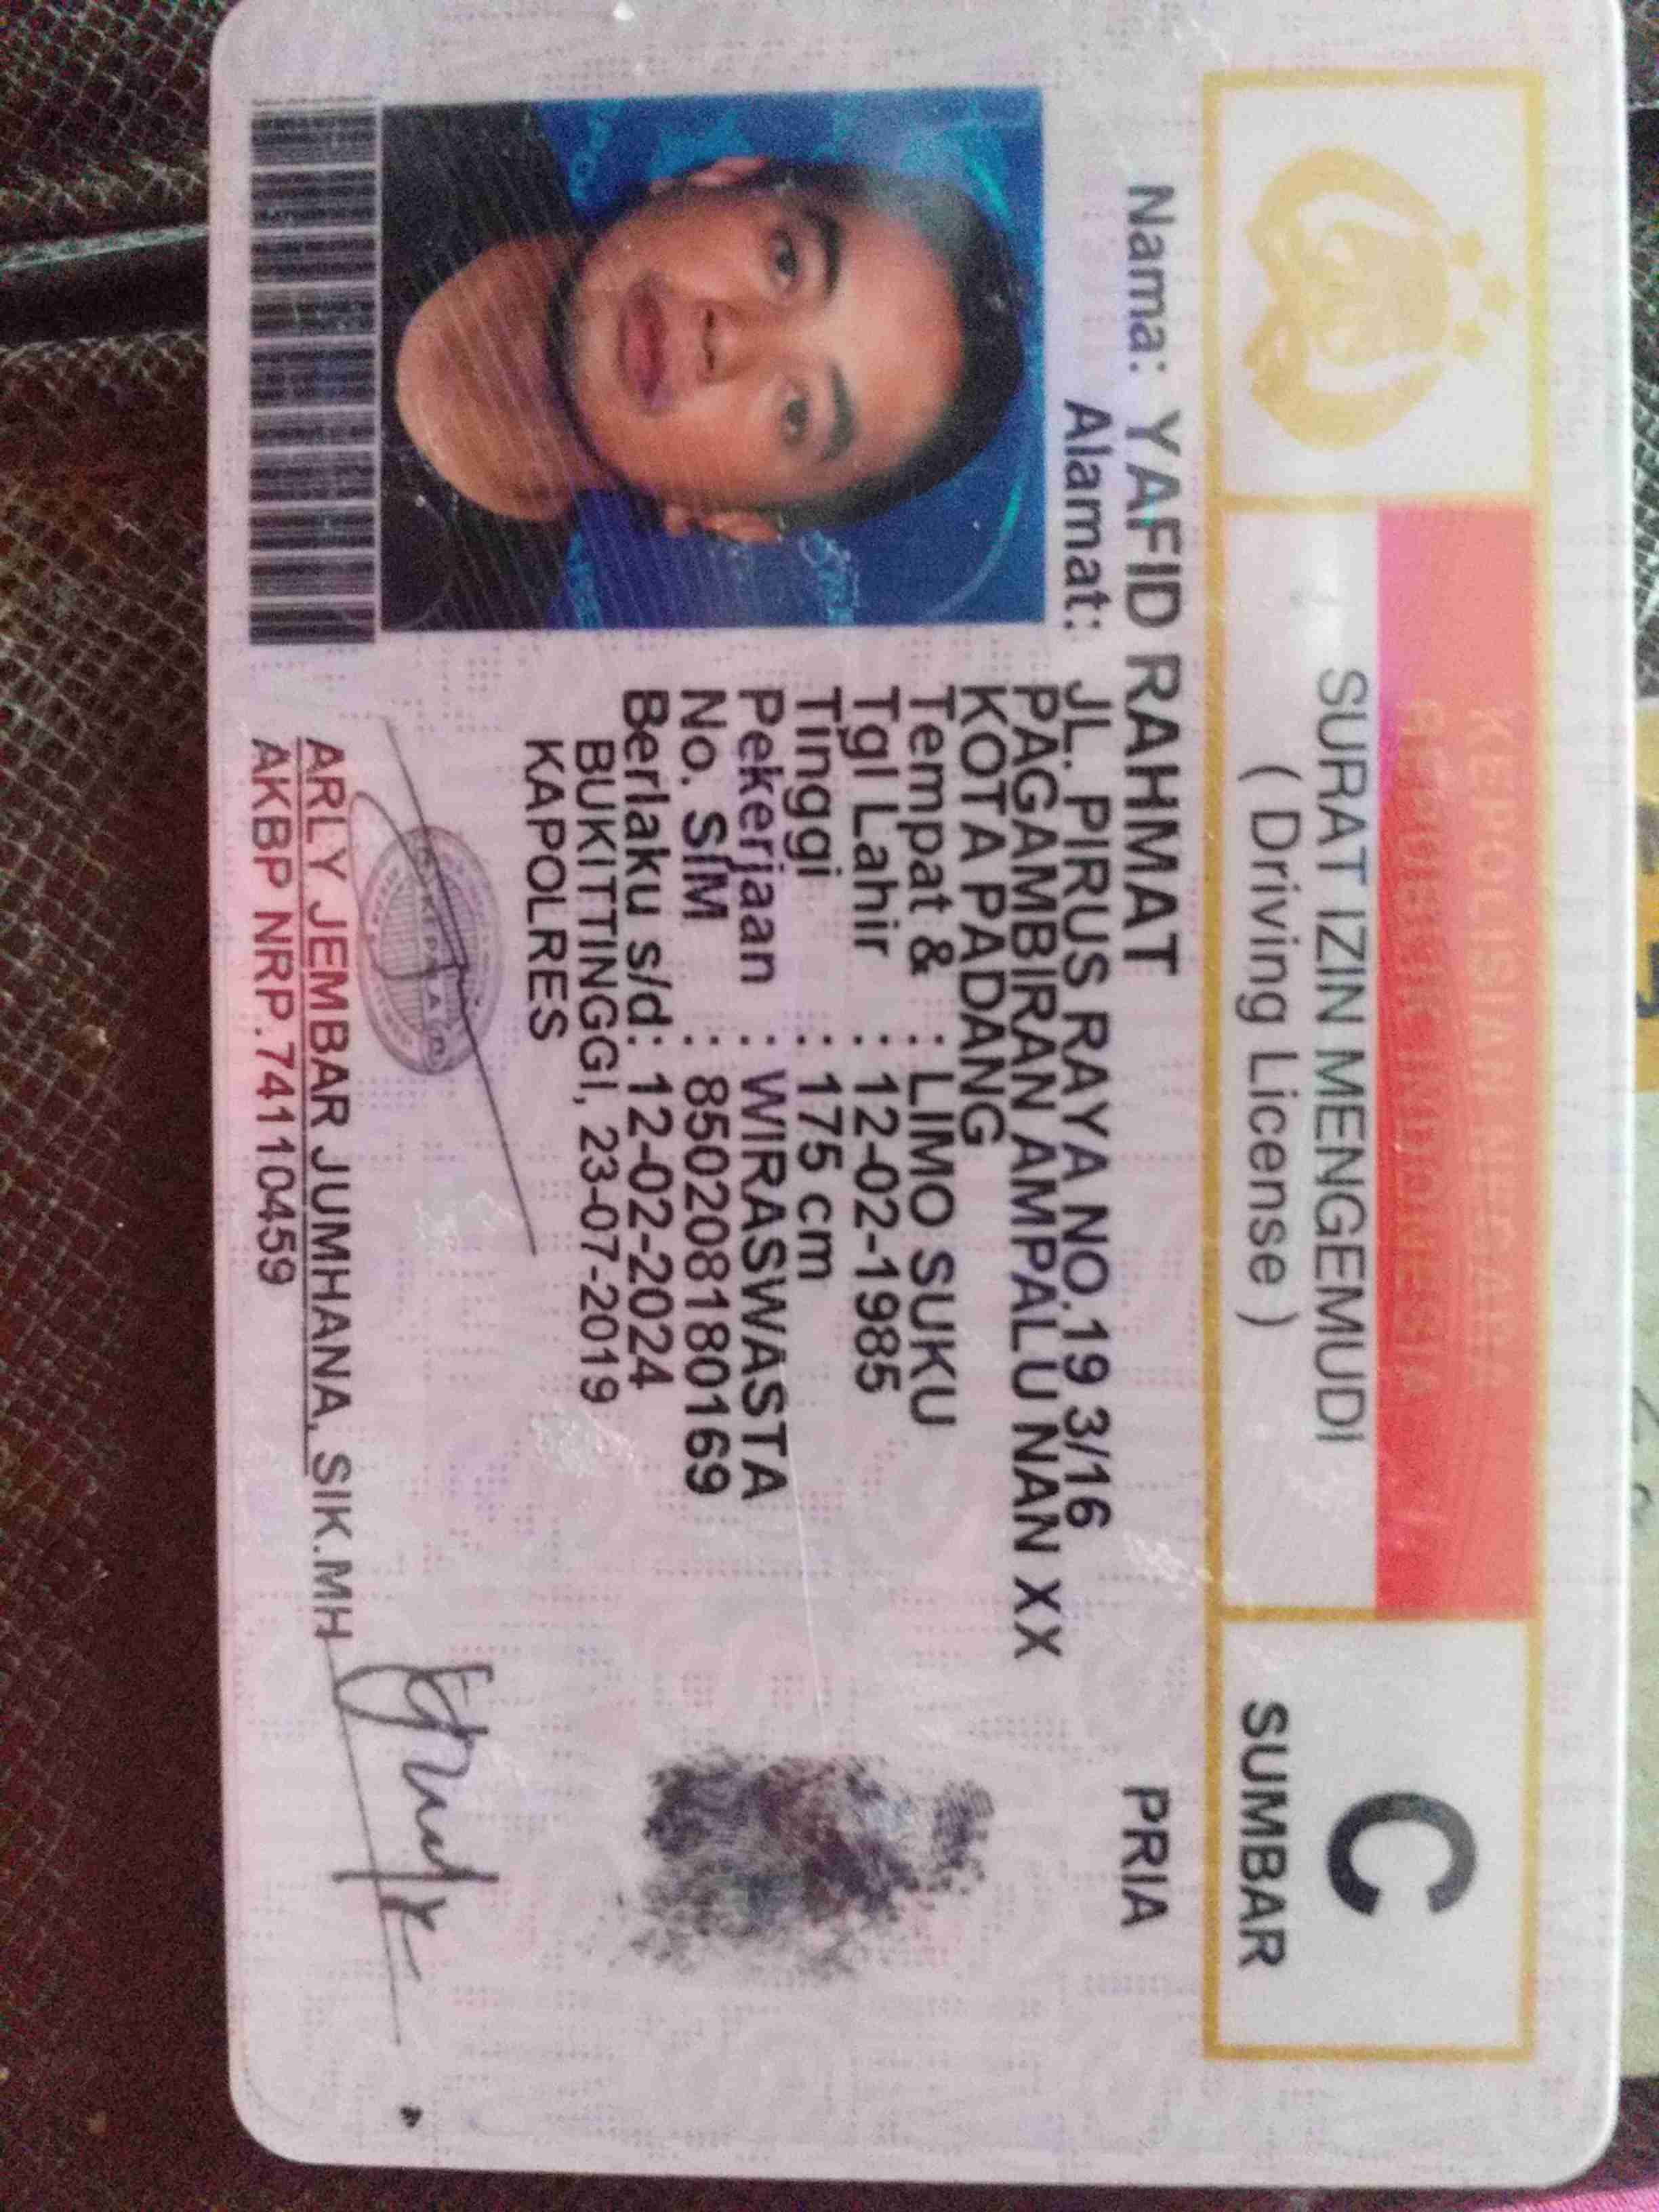 KEPOLISIAN NEGARA
REPUBLIK INDONESIA
SURAT IZIN MENGEMUDI
( Driving License )
C
SUMBAR
Nama: YAFID RAHMAT PRIA
Alamat: JL. PIRUS RAYA NO.19 3/16
PAGAMBIRAN AMPALU NAN XX
KOTA PADANG
Tempat & : LIMO SUKU
Tgl Lahir : 12-02-1985
Tinggi : 175 cm
Pekerjaan : WIRASWASTA
No. SIM : 850208180169
Berlaku s/d : 12-02-2024
BUKITTINGGI, 23-07-2019
KAPOLRES
ARLY JEMBAR JUMHANA, SIK.MH
AKBP NRP.74110459